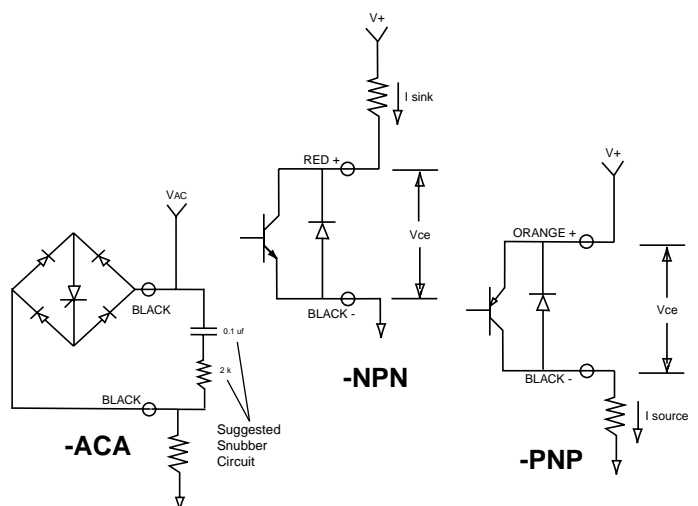 VAC
BLACK
0.1 uf
2 k
BLACK
Suggested
Snubber
Circuit
-ACA
V+
I sink
RED +
Vce
BLACK -
-NPN
V+
ORANGE +
Vce
BLACK -
I source
-PNP